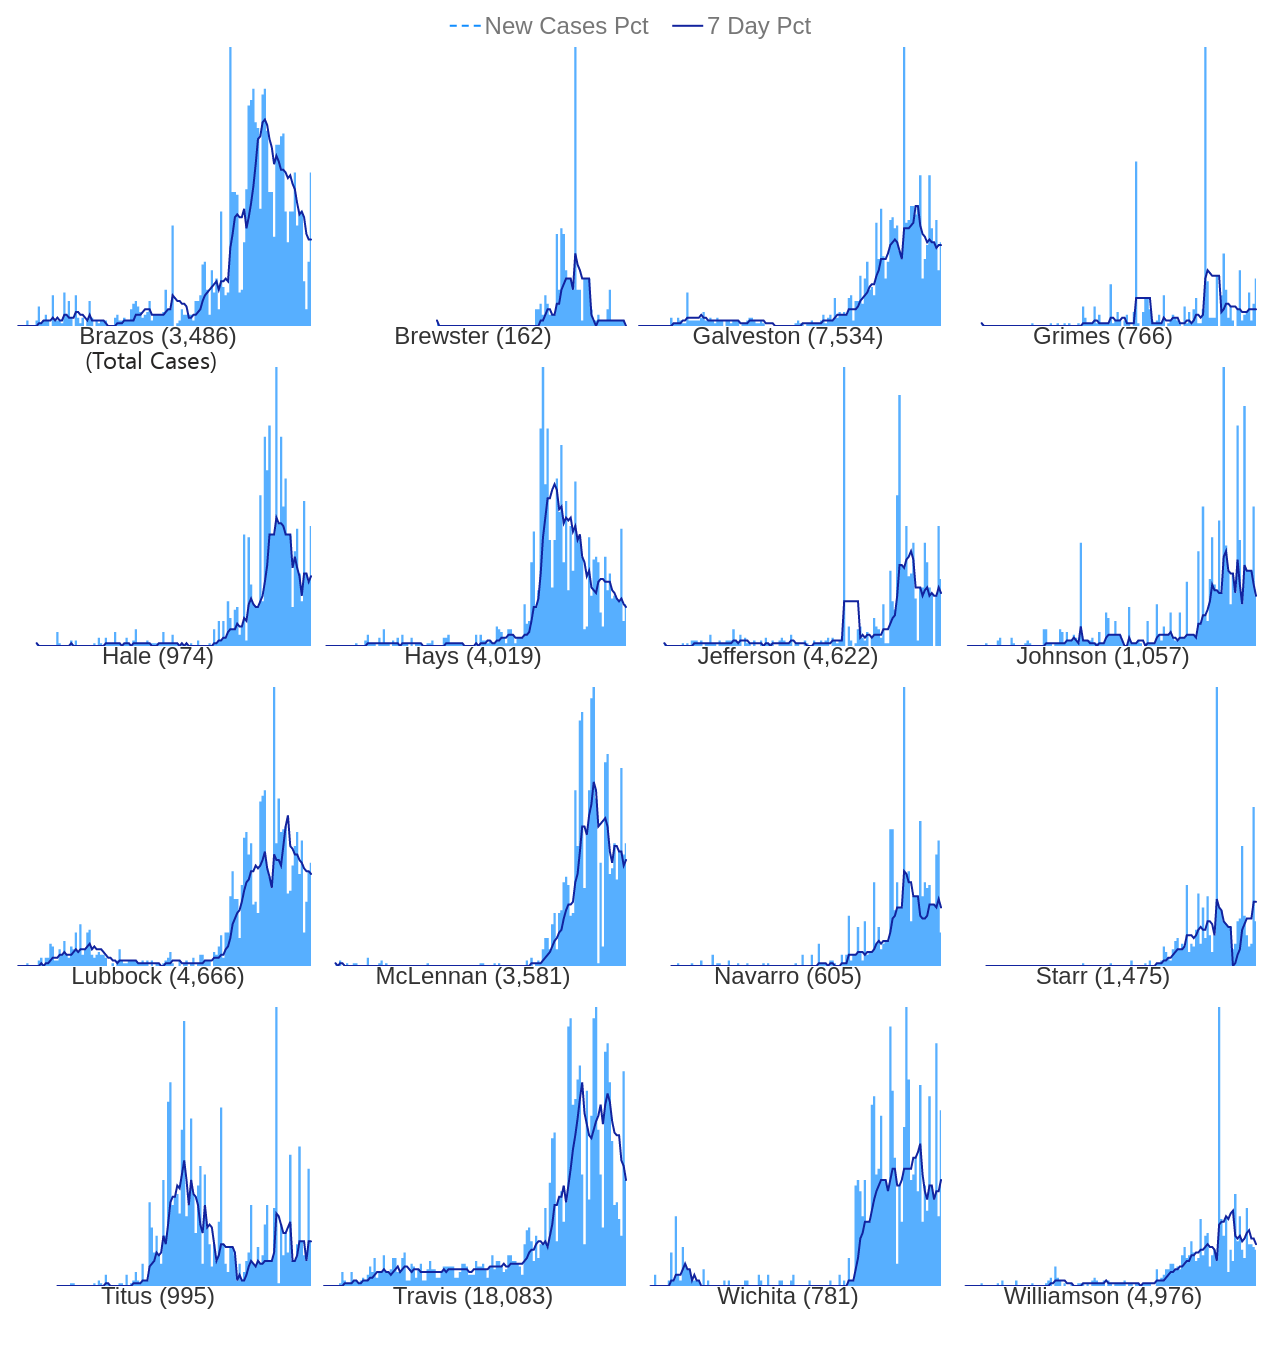 New Cases Pct 7 Day Pct
Brazos (3,486) Brewster (162) Galveston (7,534) Grimes (766)
(Total Cases)
Hale (974) Hays (4,019) Jefferson (4,622) Johnson (1,057)
Lubbock (4,666) McLennan (3,581) Navarro (605) Starr (1,475)
Titus (995) Travis (18,083) Wichita (781) Williamson (4,976)